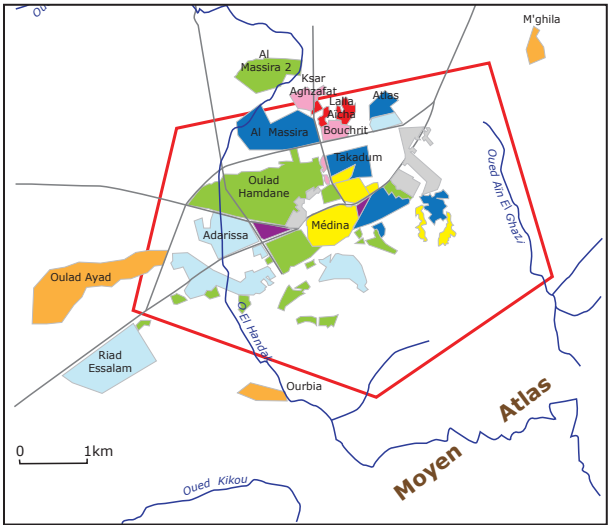 Ou
M'ghila
Al
Massira 2
Ksar
Aghzafat
Lalla
Aicha
Atlas
Al Massira
Bouchrit
Takadum
Oulad
Hamdane
Oued Ain El Ghazi
Adarissa
Médina
Oulad Ayad
O El Handak
Riad
Essalam
Ourbia
0 1km
Moyen Atlas
Oued Kikou